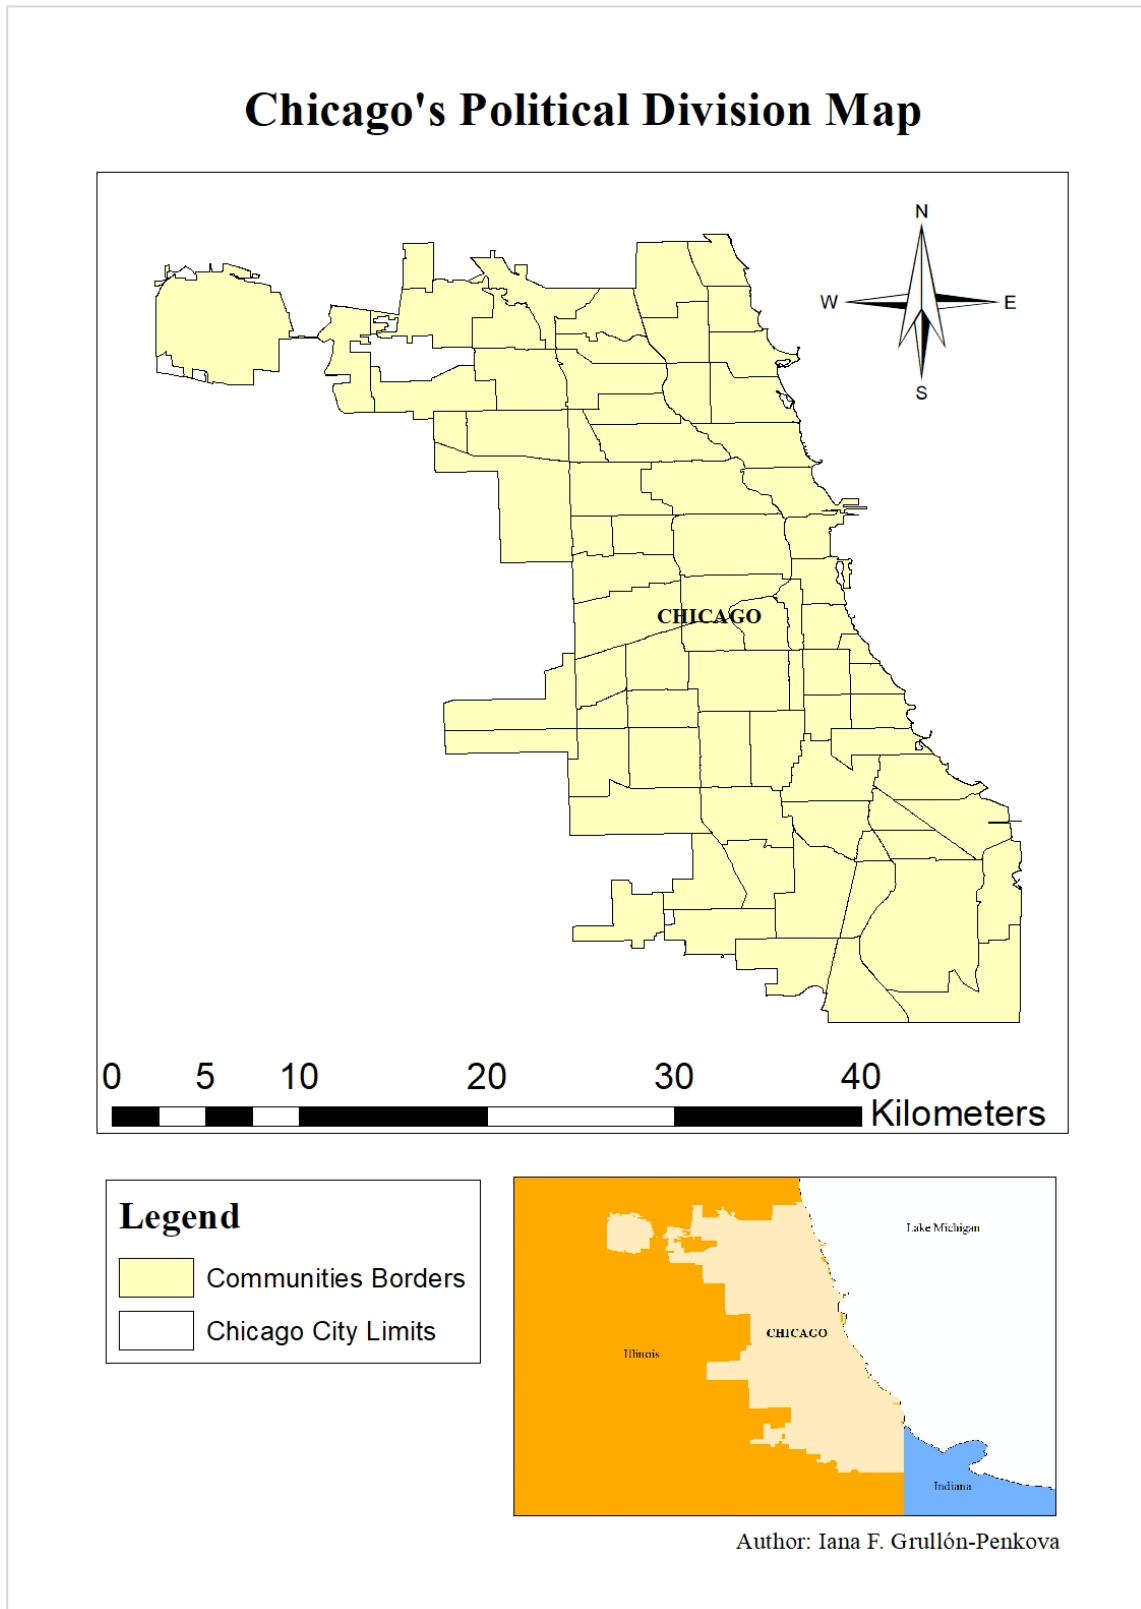 Chicago's Political Division Map
N
W E
S
CHICAGO
0 5 10 20 30 40
Kilometers
Legend
Communities Borders
Chicago City Limits
Lake Michigan
CHICAGO
Illinois
Indiana
Author: Iana F. Grullón-Penkova